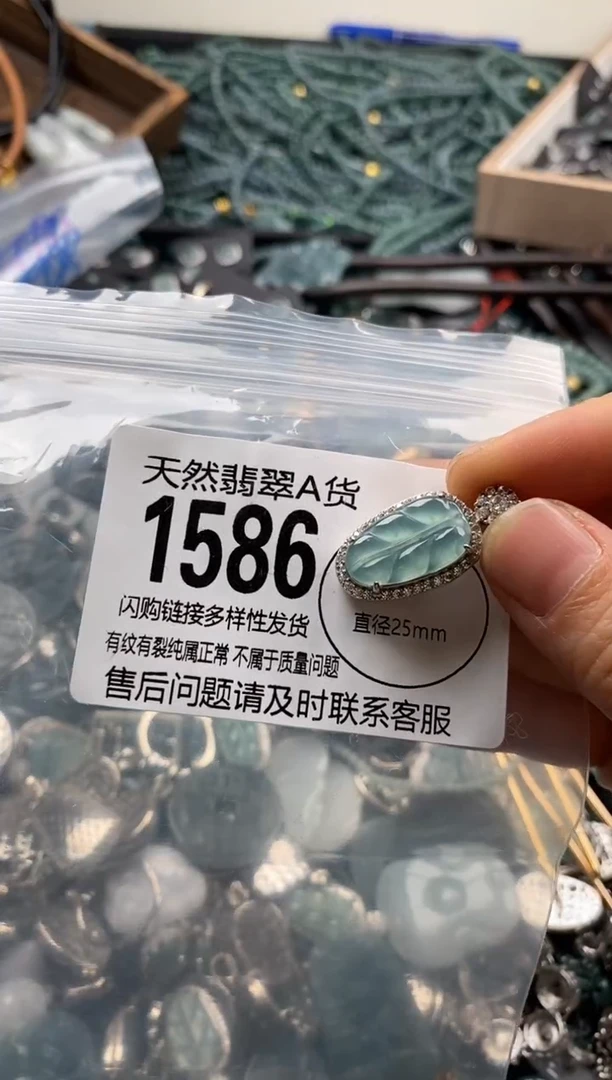 天然翡翠A货
1586
闪购链接多样性发货
直径25mm
有纹有裂纯属正常 不属于质量问题
售后问题请及时联系客服